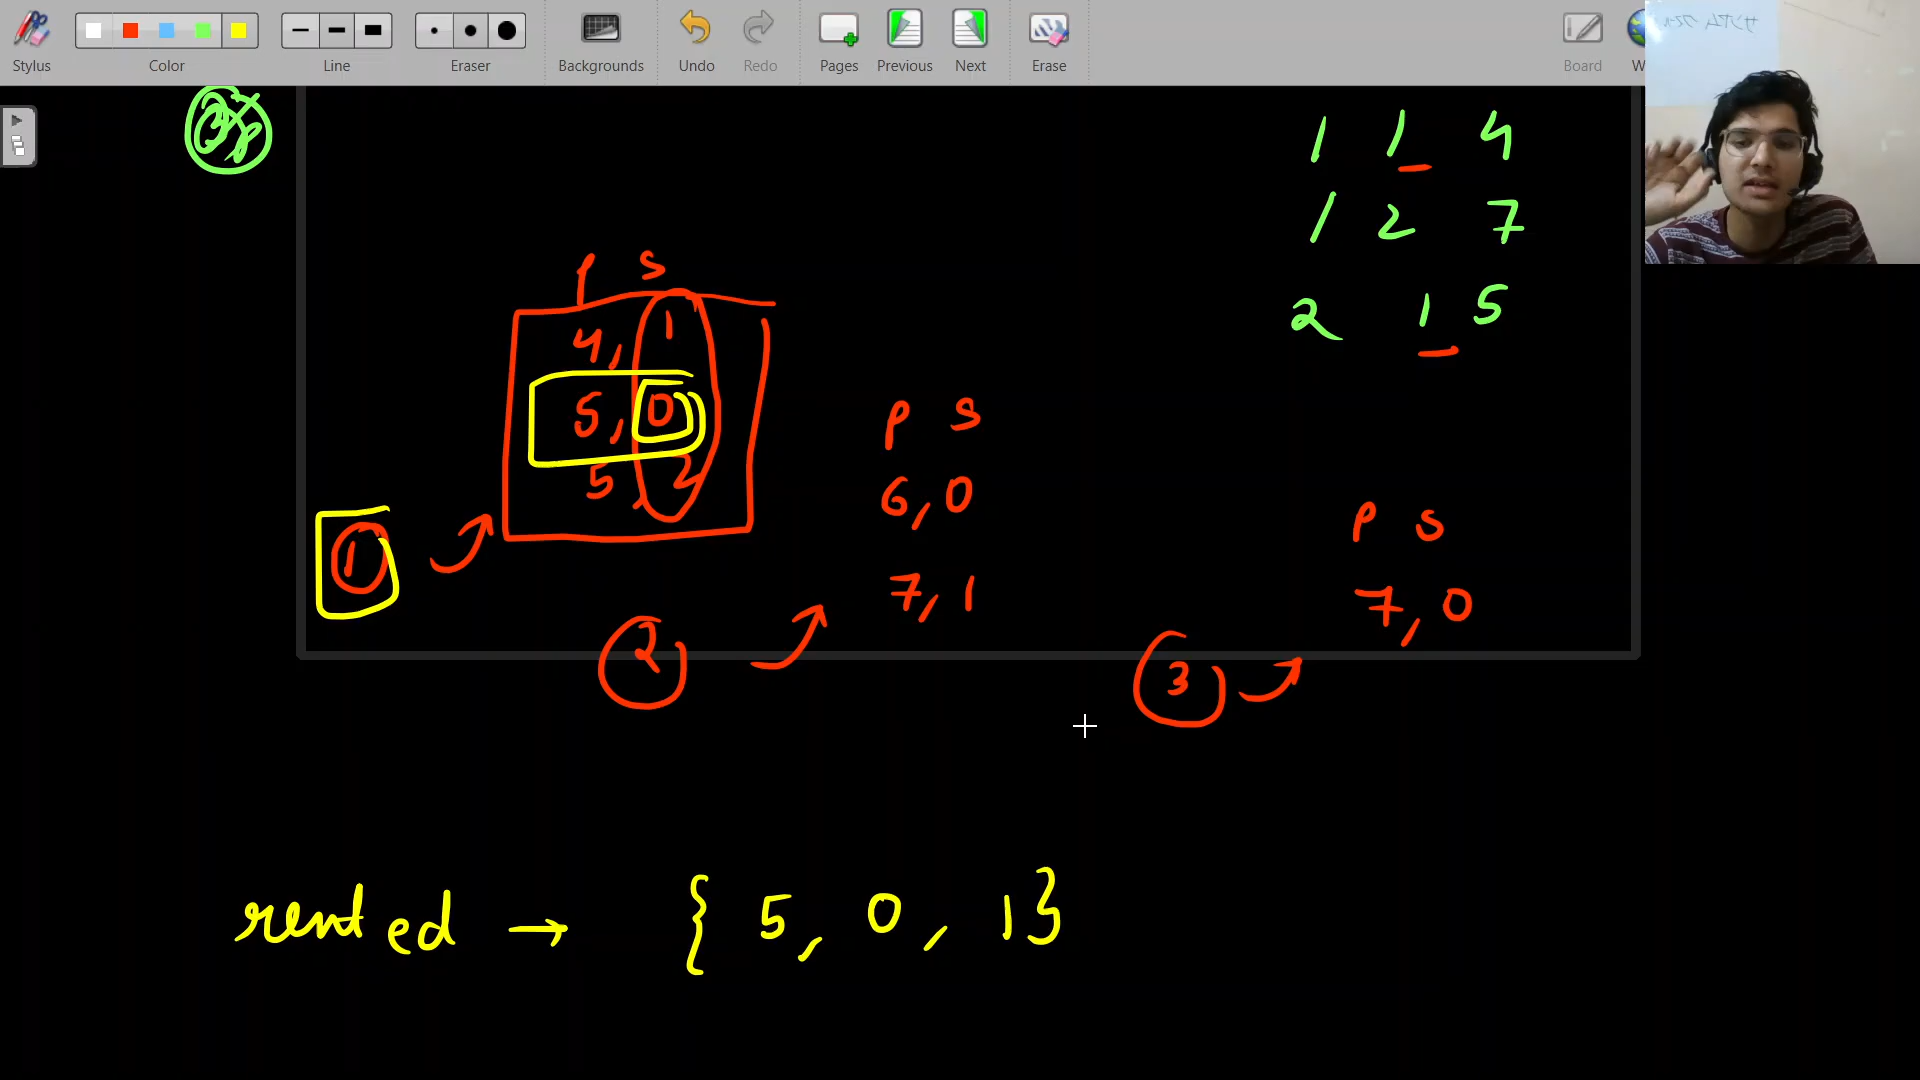 Stylus
Color
Line
Eraser
Backgrounds
Undo
Redo
Pages
Previous
Next
Erase
Board
W
1 1 4
1 2 7
2 1 5
P S
4, 1
5, 0
5, 2
1
P S
6, 0
7, 1
2
P S
7, 0
3
rented → { 5, 0, 1}